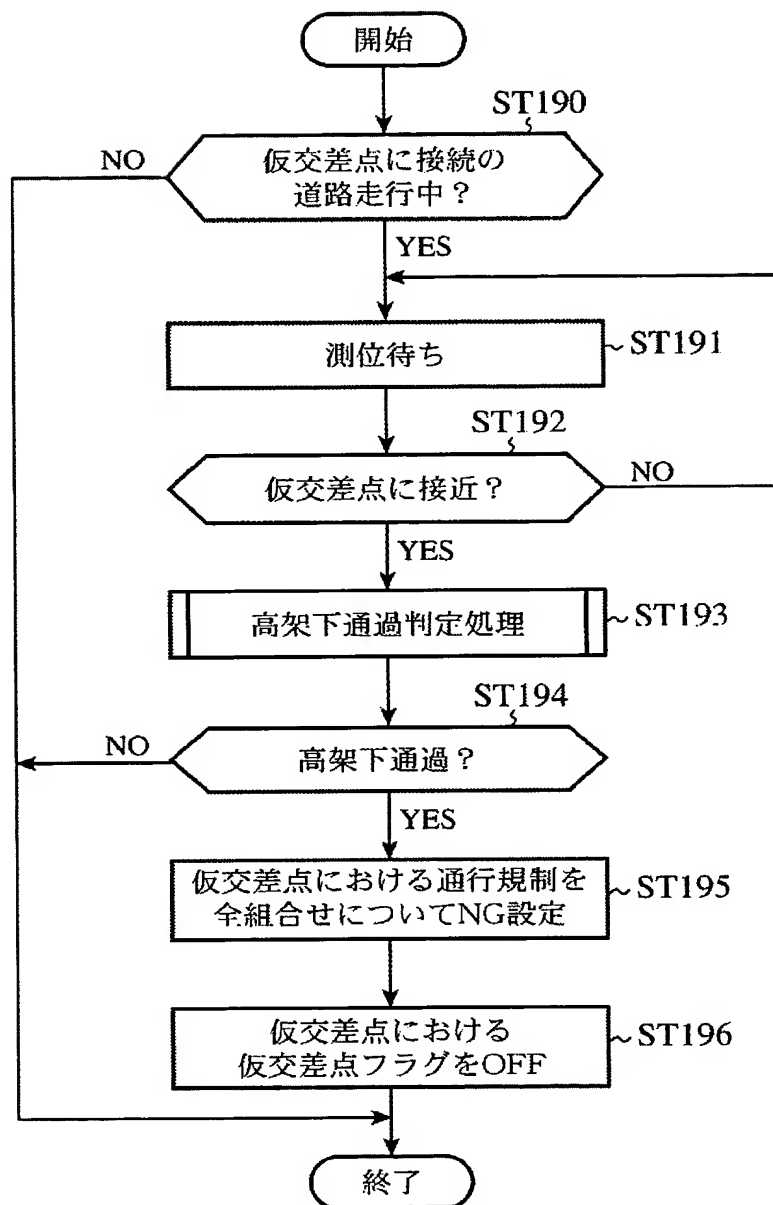 開始
ST190
仮交差点に接続の
道路走行中？
NO
YES
測位待ち
ST191
ST192
仮交差点に接近？
NO
YES
高架下通過判定処理
ST193
ST194
高架下通過？
NO
YES
仮交差点における通行規制を
全組合せについてNG設定
ST195
仮交差点における
仮交差点フラグをOFF
ST196
終了